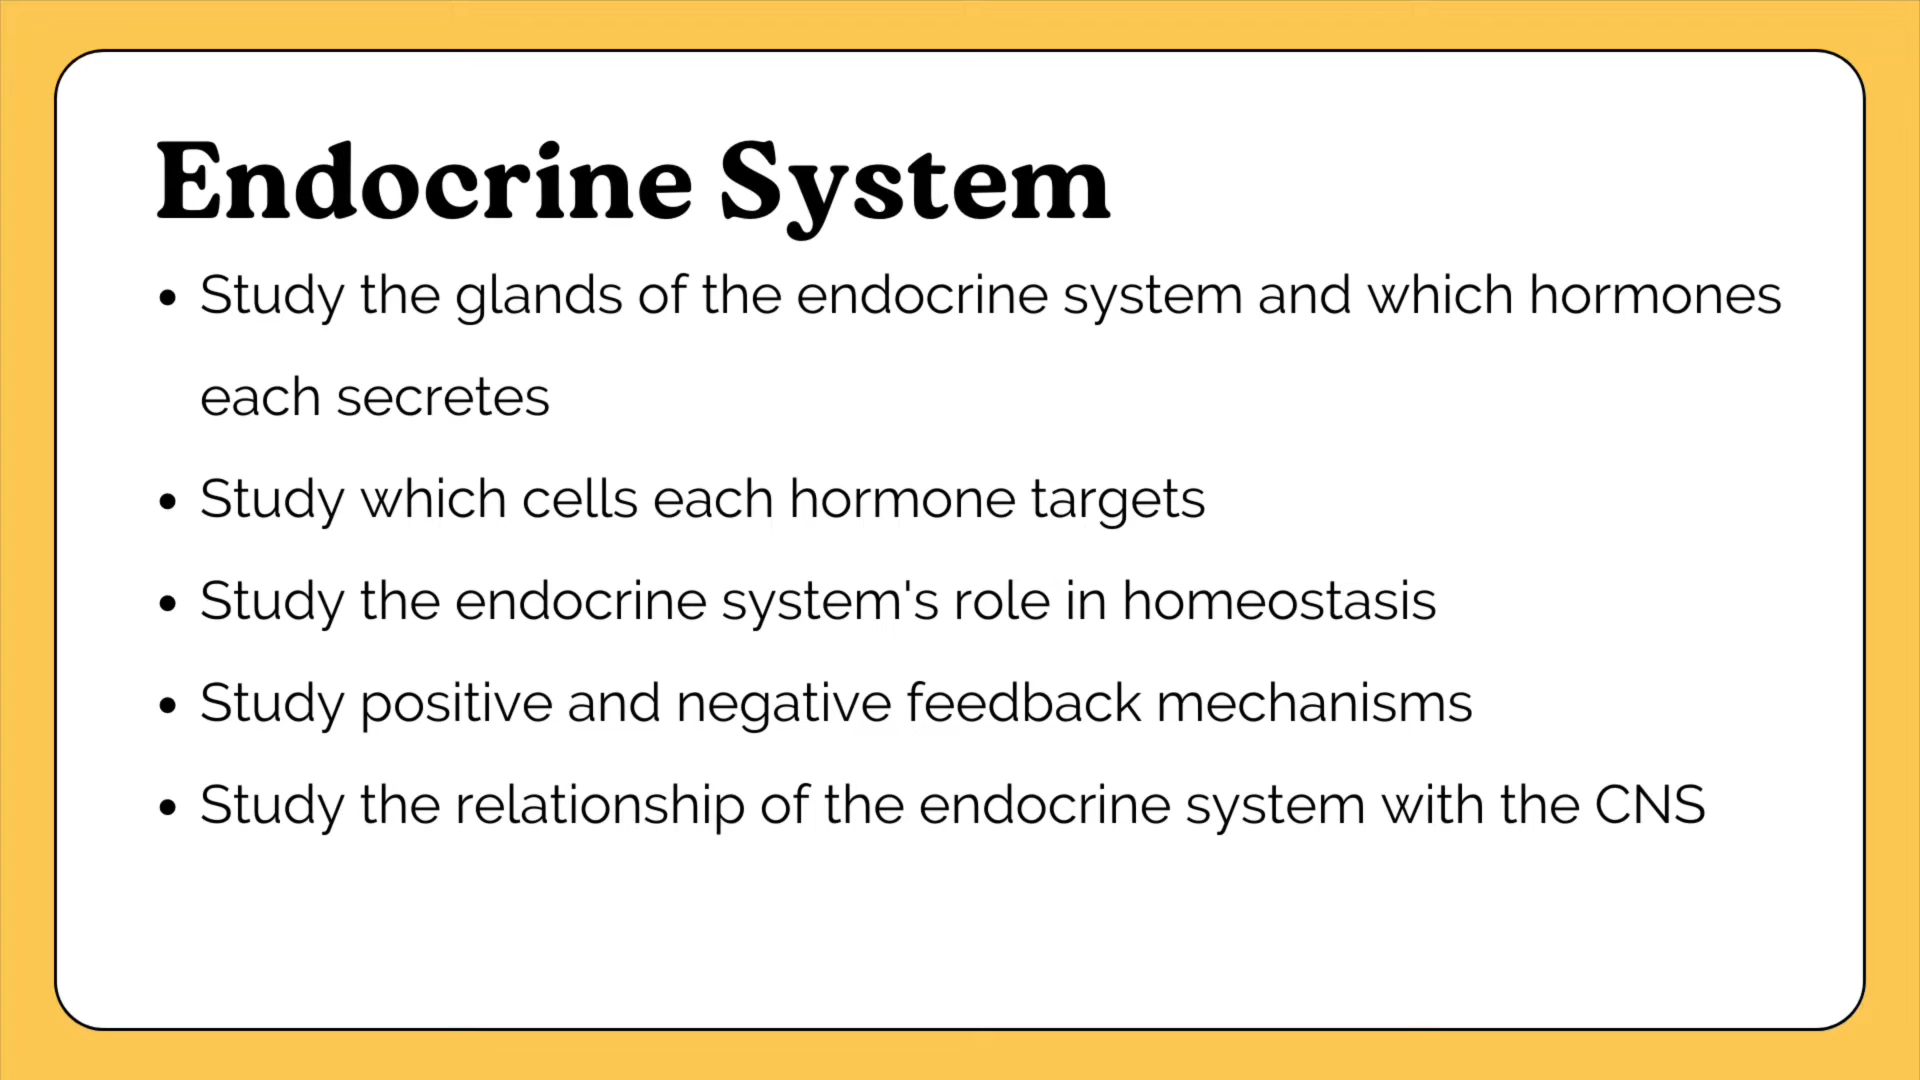 Endocrine System
• Study the glands of the endocrine system and which hormones
each secretes
• Study which cells each hormone targets
• Study the endocrine system's role in homeostasis
• Study positive and negative feedback mechanisms
• Study the relationship of the endocrine system with the CNS